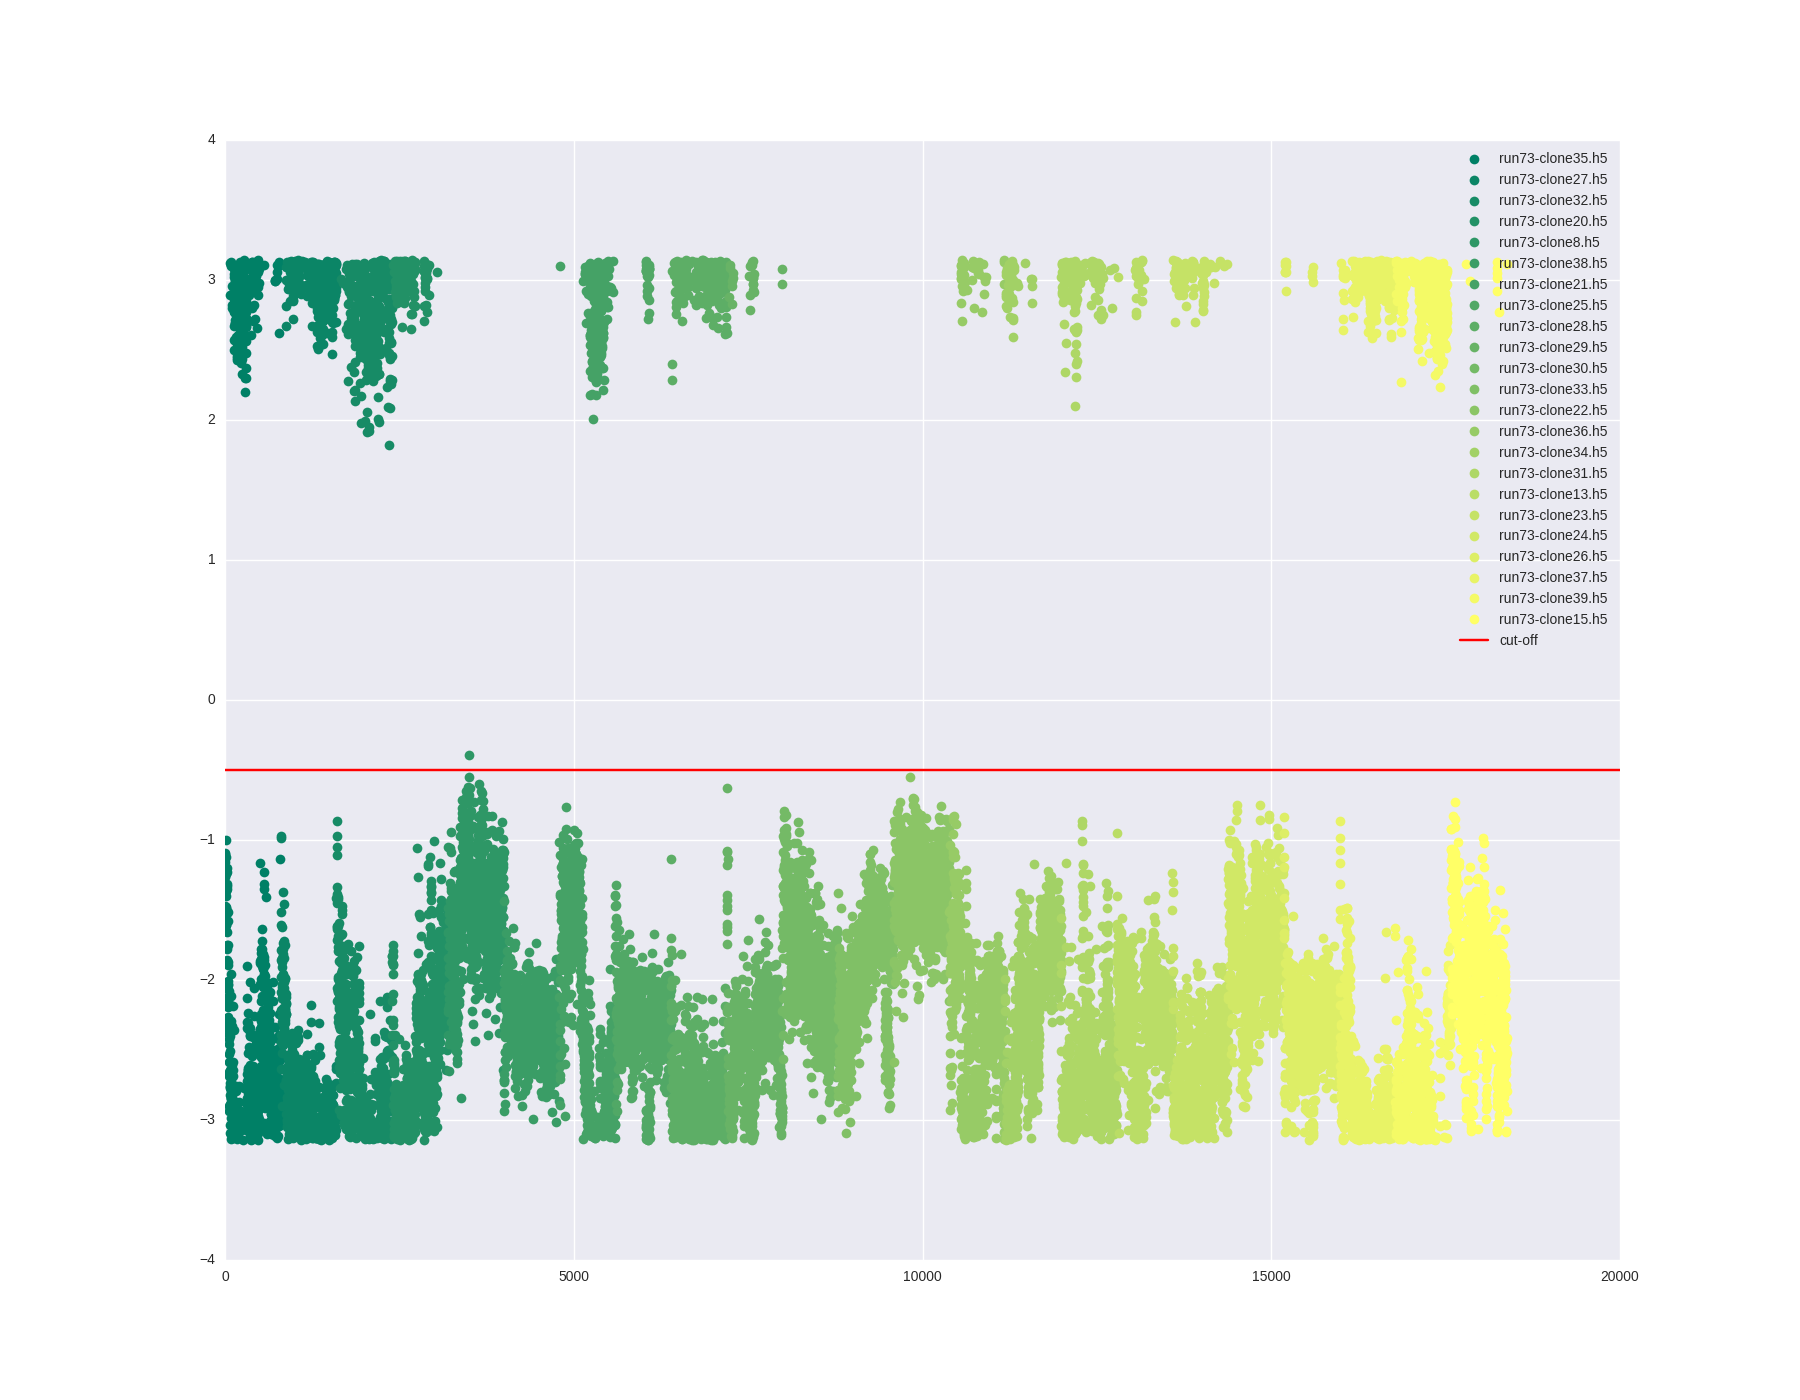 4
3
2
1
0
−1
−2
−3
−4
0 5000 10000 15000 20000
run73-clone35.h5
run73-clone27.h5
run73-clone32.h5
run73-clone20.h5
run73-clone8.h5
run73-clone38.h5
run73-clone21.h5
run73-clone25.h5
run73-clone28.h5
run73-clone29.h5
run73-clone30.h5
run73-clone33.h5
run73-clone22.h5
run73-clone36.h5
run73-clone34.h5
run73-clone31.h5
run73-clone13.h5
run73-clone23.h5
run73-clone24.h5
run73-clone26.h5
run73-clone37.h5
run73-clone39.h5
run73-clone15.h5
cut-off